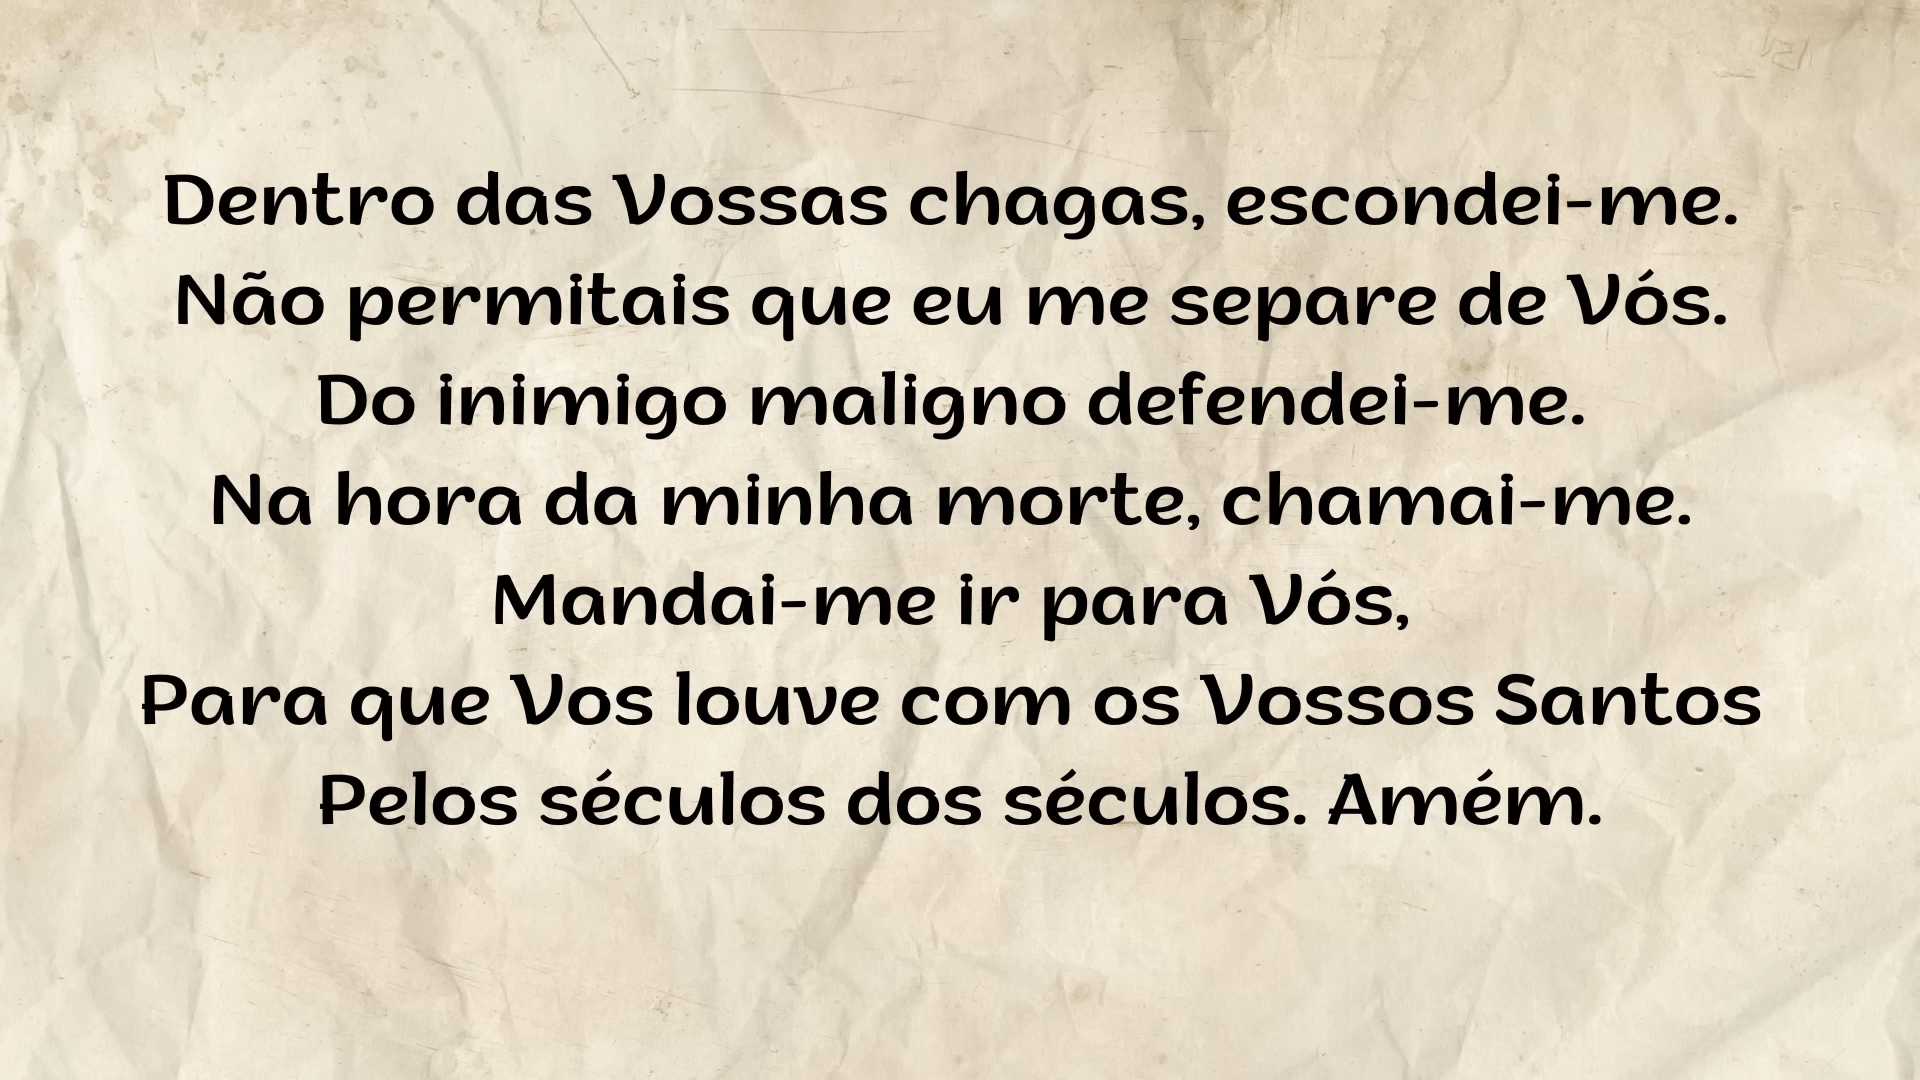 Dentro das Vossas chagas, escondei-me.
Não permitais que eu me separe de Vós.
Do inimigo maligno defendei-me.
Na hora da minha morte, chamai-me.
Mandai-me ir para Vós,
Para que Vos louve com os Vossos Santos
Pelos séculos dos séculos. Amém.